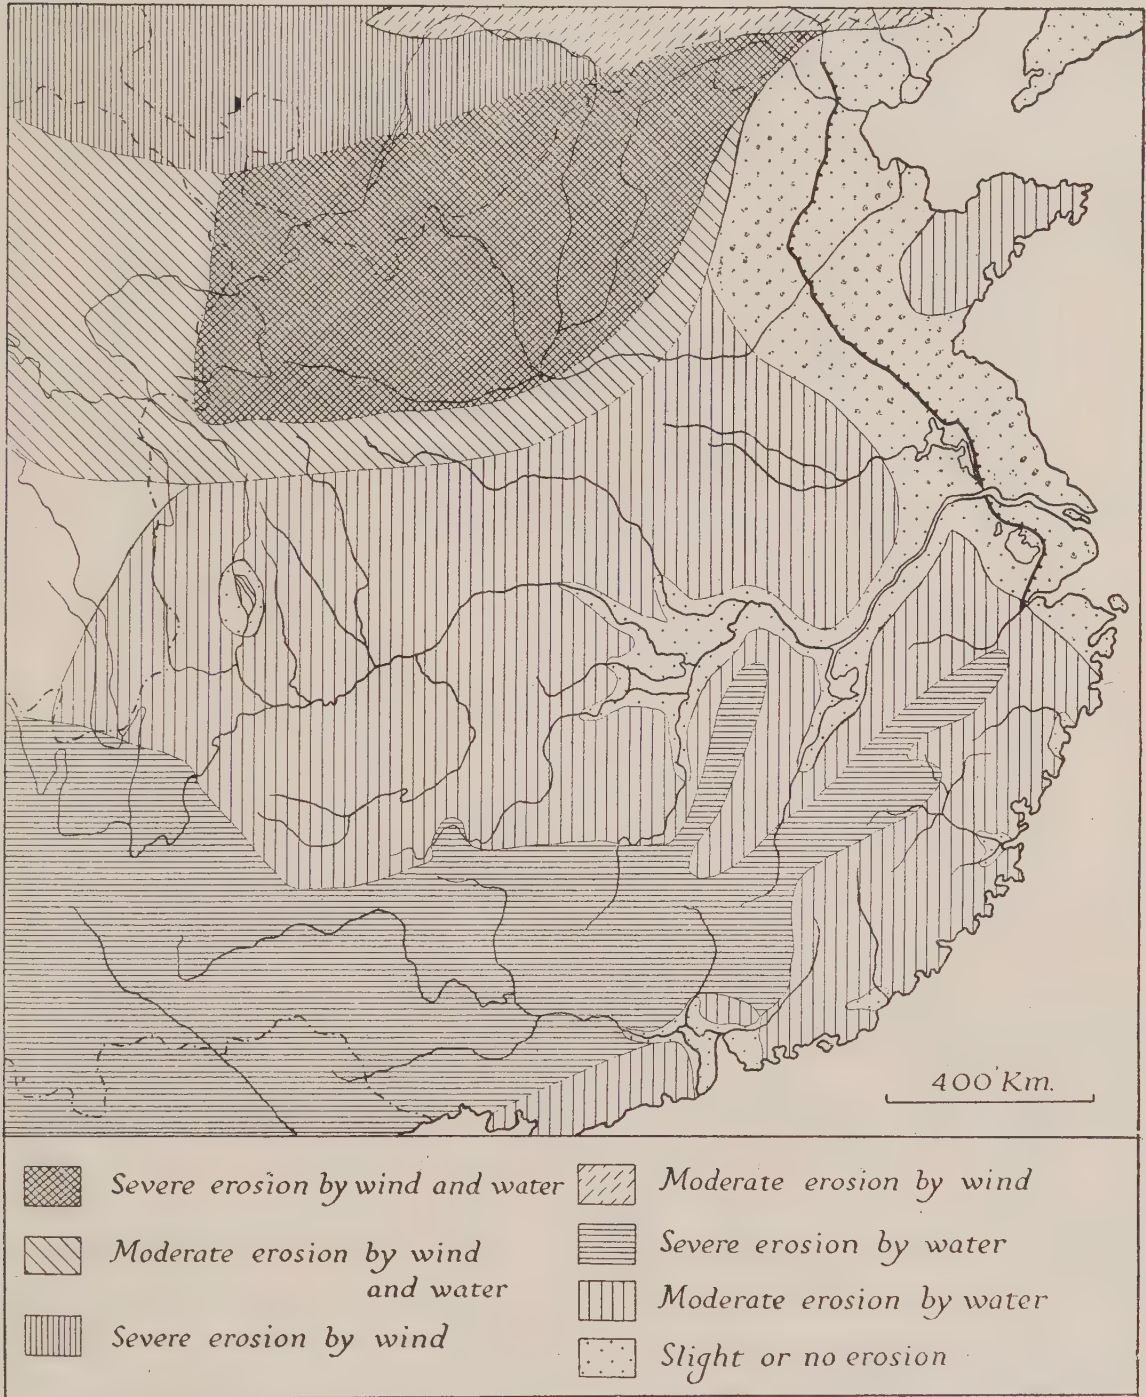 400 Km.
Severe erosion by wind and water
Moderate erosion by wind
and water
Severe erosion by wind
Moderate erosion by wind
Severe erosion by water
Moderate erosion by water
Slight or no erosion